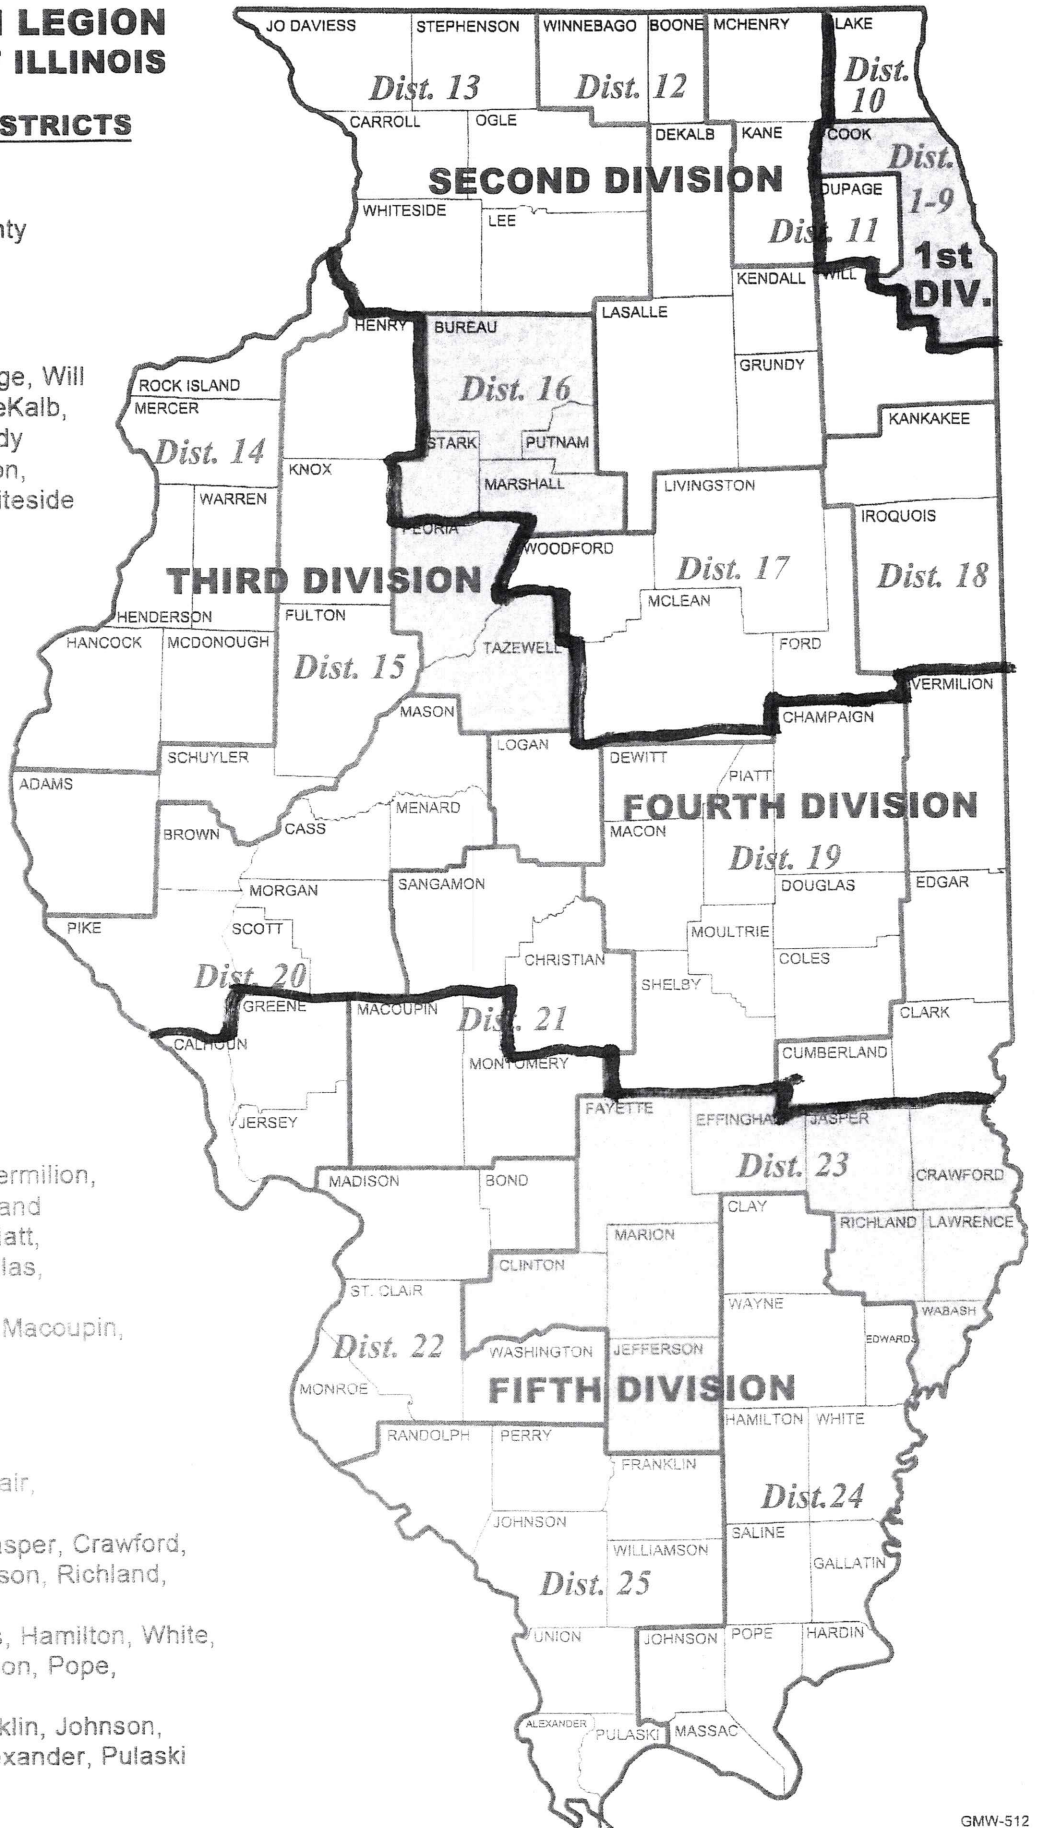 LEGION
ILLINOIS
STRICTS
nty
ge, Will
eKalb,
dy
on,
iteside
ermilion,
and
iatt,
las,
Macoupin,
air,
asper, Crawford,
son, Richland,
s, Hamilton, White,
on, Pope,
klin, Johnson,
exander, Pulaski
JO DAVIESS
STEPHENSON
WINNEBAGO
BOONE
MCHENRY
LAKE
Dist. 13
Dist. 12
Dist. 10
CARROLL
OGLE
DEKALB
KANE
COOK
Dist. 1-9
SECOND DIVISION
DUPAGE
WHITESIDE
LEE
Dist. 11
1st DIV.
KENDALL
WILL
HENRY
BUREAU
LASALLE
GRUNDY
ROCK ISLAND
Dist. 16
MERCER
KANKAKEE
Dist. 14
STARK
PUTNAM
KNOX
MARSHALL
LIVINGSTON
WARREN
IROQUOIS
PEORIA
WOODFORD
Dist. 17
THIRD DIVISION
Dist. 18
MCLEAN
HENDERSON
FULTON
HANCOCK
MCDONOUGH
TAZEWELL
FORD
Dist. 15
VERMILION
MASON
CHAMPAIGN
LOGAN
DEWITT
SCHUYLER
PIATT
ADAMS
MENARD
FOURTH DIVISION
BROWN
CASS
MACON
Dist. 19
MORGAN
SANGAMON
DOUGLAS
EDGAR
PIKE
SCOTT
MOULTRIE
CHRISTIAN
COLES
Dist. 20
SHELBY
GREENE
MACOUPIN
Dist. 21
CLARK
CALHOUN
CUMBERLAND
MONTOMERY
FAYETTE
EFFINGHA
JASPER
JERSEY
Dist. 23
CRAWFORD
MADISON
BOND
CLAY
RICHLAND
LAWRENCE
MARION
CLINTON
ST. CLAIR
WAYNE
WABASH
EDWARDS
Dist. 22
WASHINGTON
JEFFERSON
MONROE
FIFTH DIVISION
HAMILTON
WHITE
RANDOLPH
PERRY
FRANKLIN
Dist.24
JOHNSON
SALINE
WILLIAMSON
GALLATIN
Dist. 25
UNION
JOHNSON
POPE
HARDIN
ALEXANDER
PULASKI
MASSAC
GMW-512